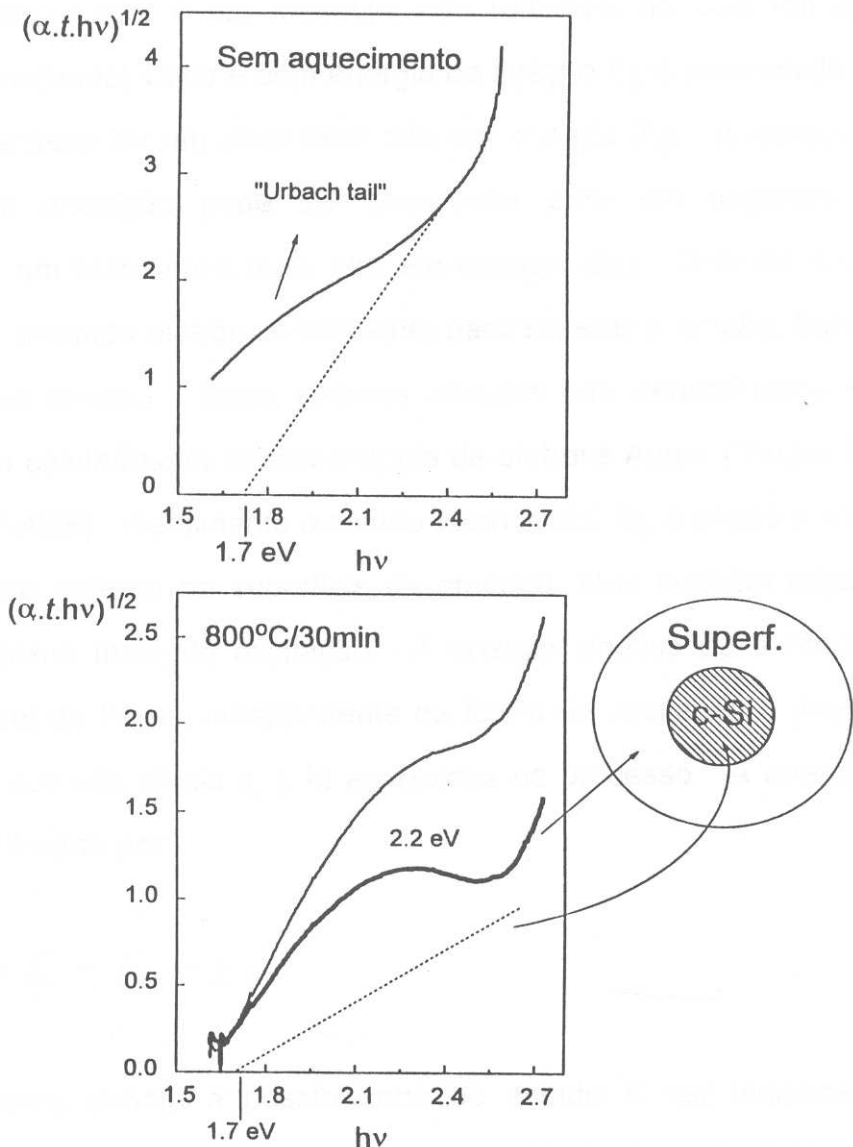 (α.t.hν)1/2
Sem aquecimento
"Urbach tail"
4
3
2
1
0
1.5 1.8 2.1 2.4 2.7
1.7 eV
hν
(α.t.hν)1/2
800°C/30min
2.2 eV
2.5
2.0
1.5
1.0
0.5
0.0
1.5 1.8 2.1 2.4 2.7
1.7 eV
hν
Superf.
c-Si